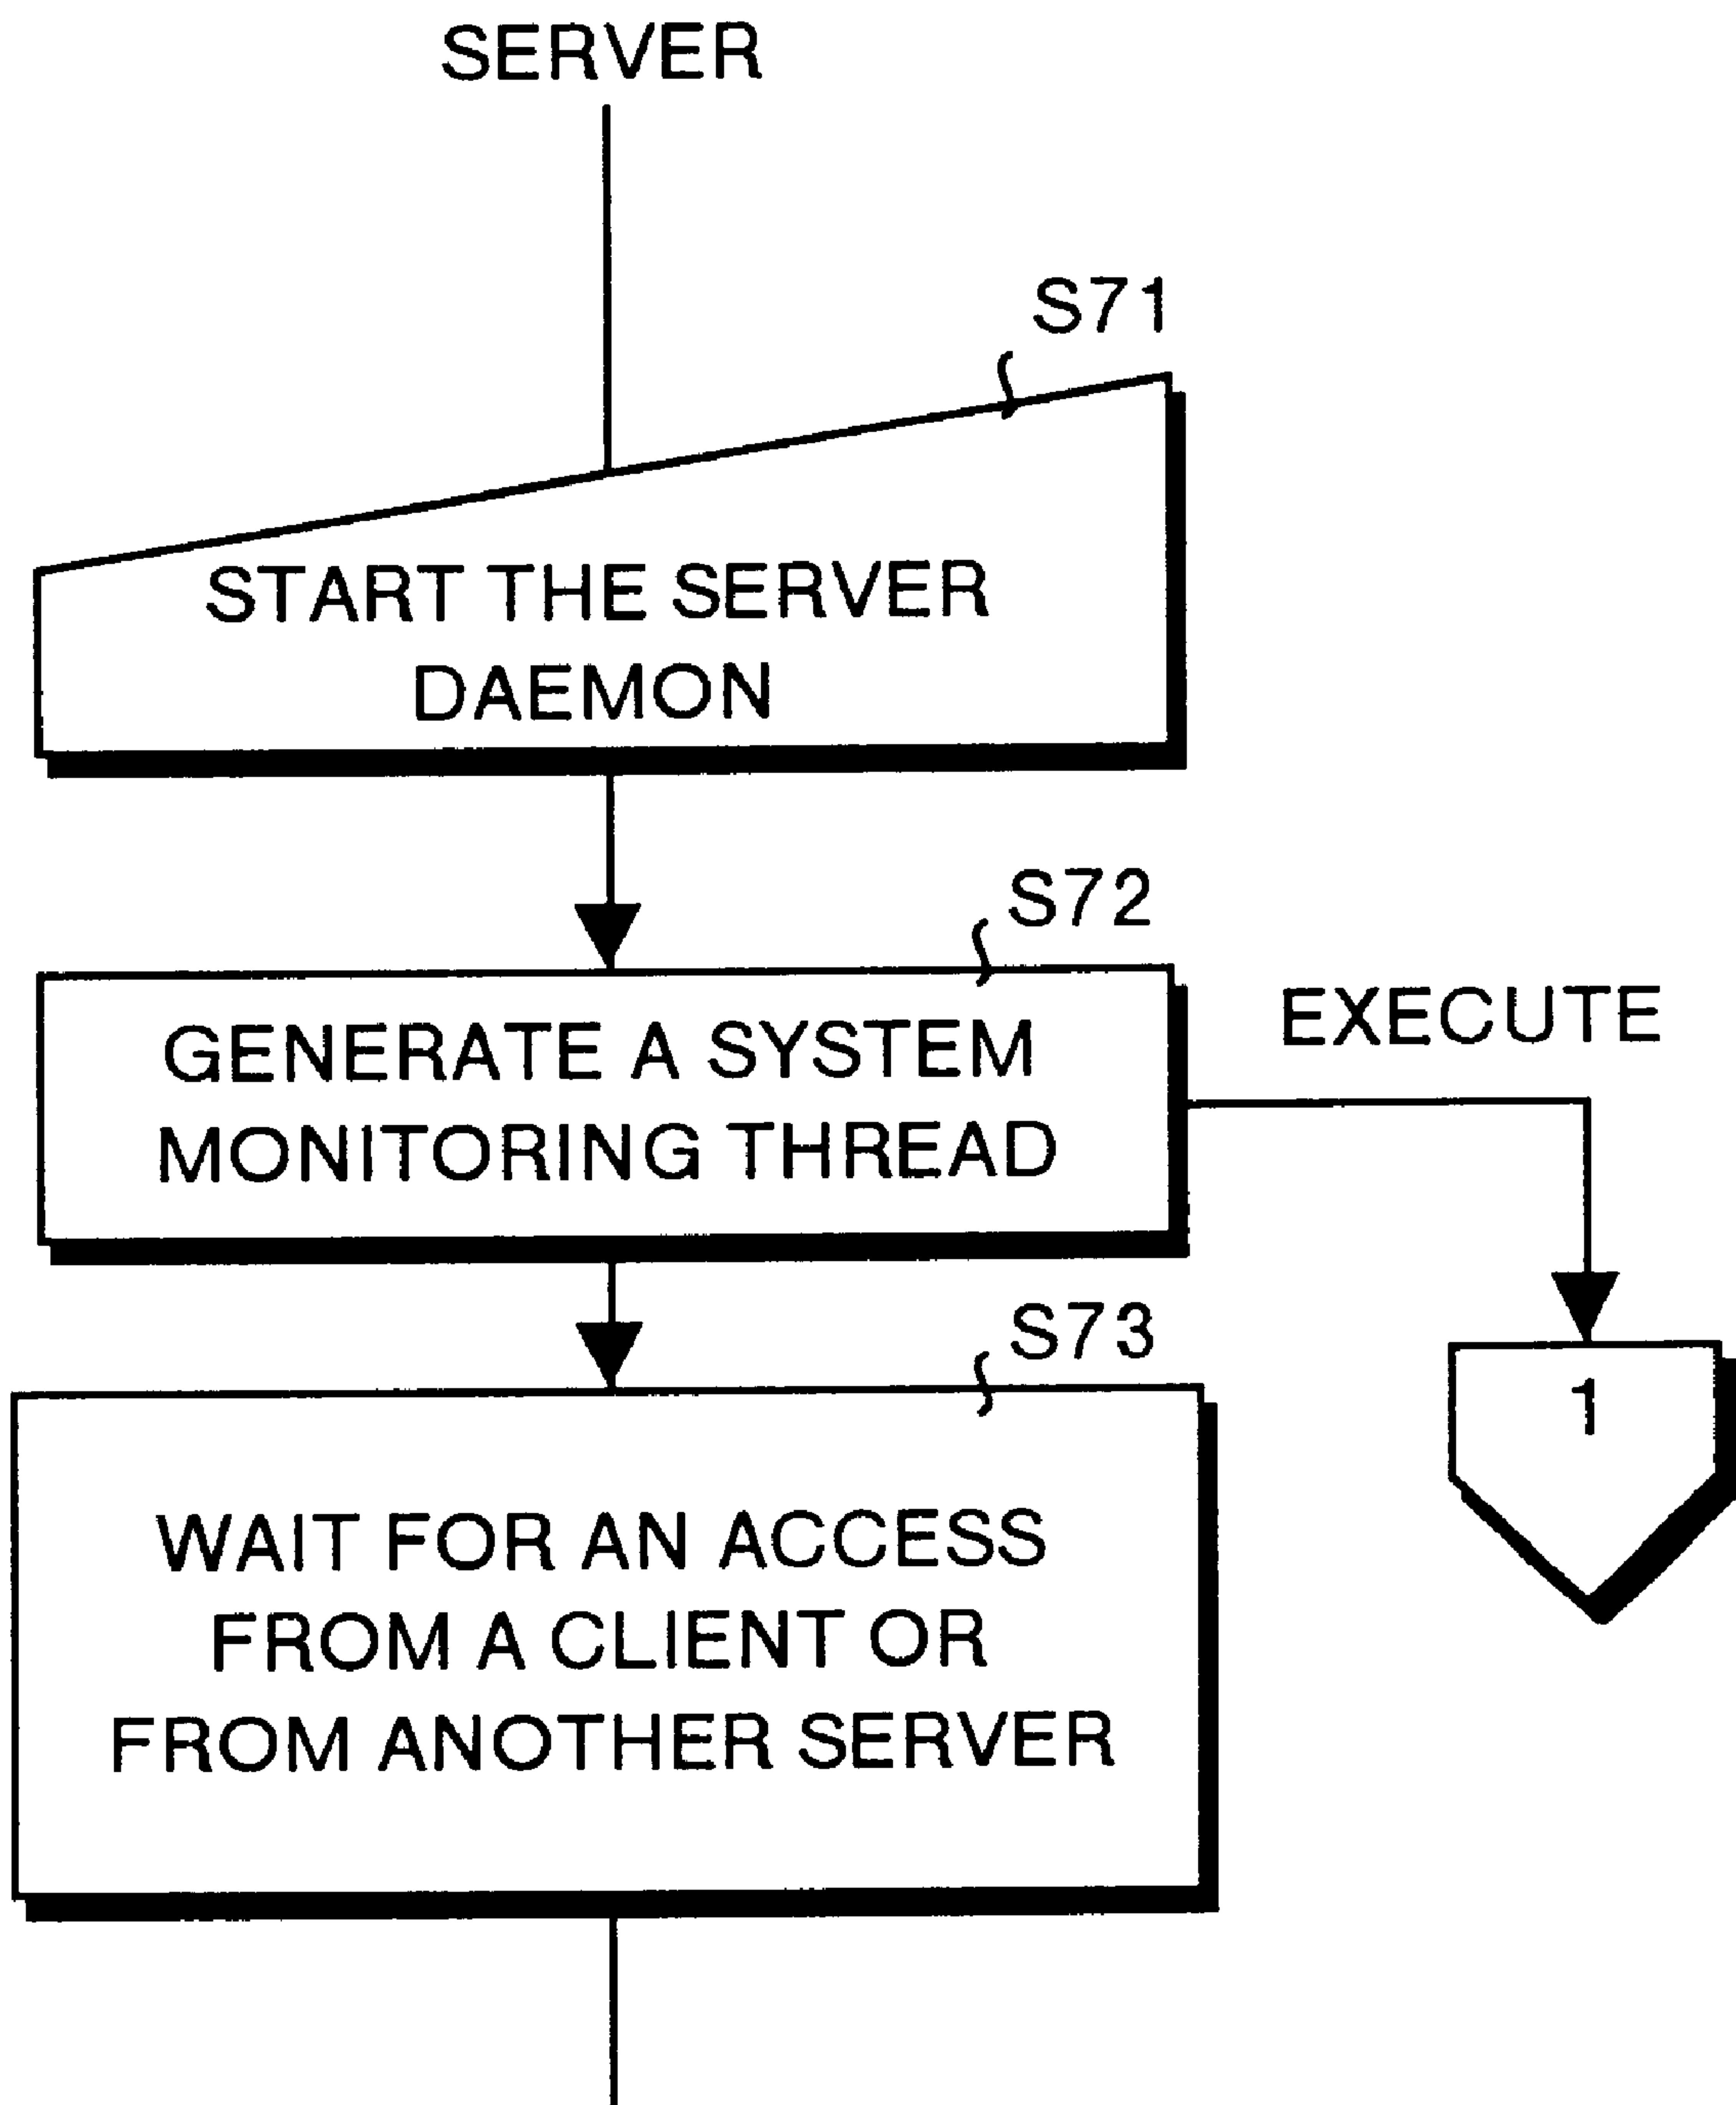 SERVER
S71
START THE SERVER
DAEMON
S72
GENERATE A SYSTEM
MONITORING THREAD
EXECUTE
S73
1
WAIT FOR AN ACCESS
FROM A CLIENT OR
FROM ANOTHER SERVER